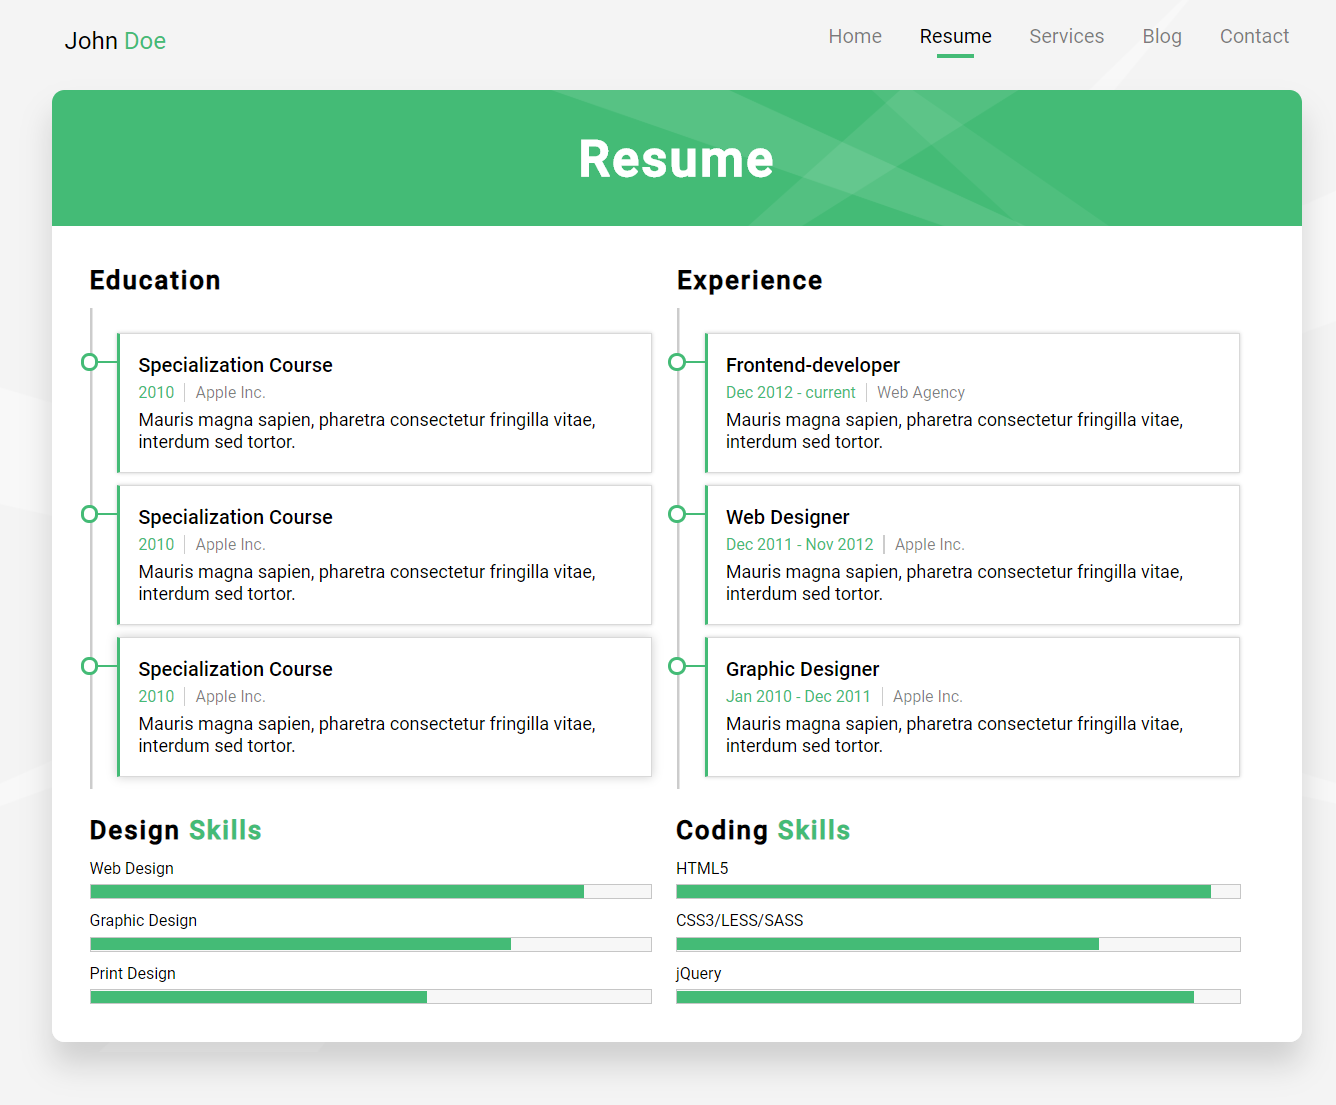 John Doe
Home
Resume
Services
Blog
Contact
Resume
Education
Specialization Course
2010
Apple Inc.
Mauris magna sapien, pharetra consectetur fringilla vitae,
interdum sed tortor.
Specialization Course
2010
Apple Inc.
Mauris magna sapien, pharetra consectetur fringilla vitae,
interdum sed tortor.
Specialization Course
2010
Apple Inc.
Mauris magna sapien, pharetra consectetur fringilla vitae,
interdum sed tortor.
Experience
Frontend-developer
Dec 2012 - current
Web Agency
Mauris magna sapien, pharetra consectetur fringilla vitae,
interdum sed tortor.
Web Designer
Dec 2011 - Nov 2012
Apple Inc.
Mauris magna sapien, pharetra consectetur fringilla vitae,
interdum sed tortor.
Graphic Designer
Jan 2010 - Dec 2011
Apple Inc.
Mauris magna sapien, pharetra consectetur fringilla vitae,
interdum sed tortor.
Design Skills
Web Design
Graphic Design
Print Design
Coding Skills
HTML5
CSS3/LESS/SASS
jQuery